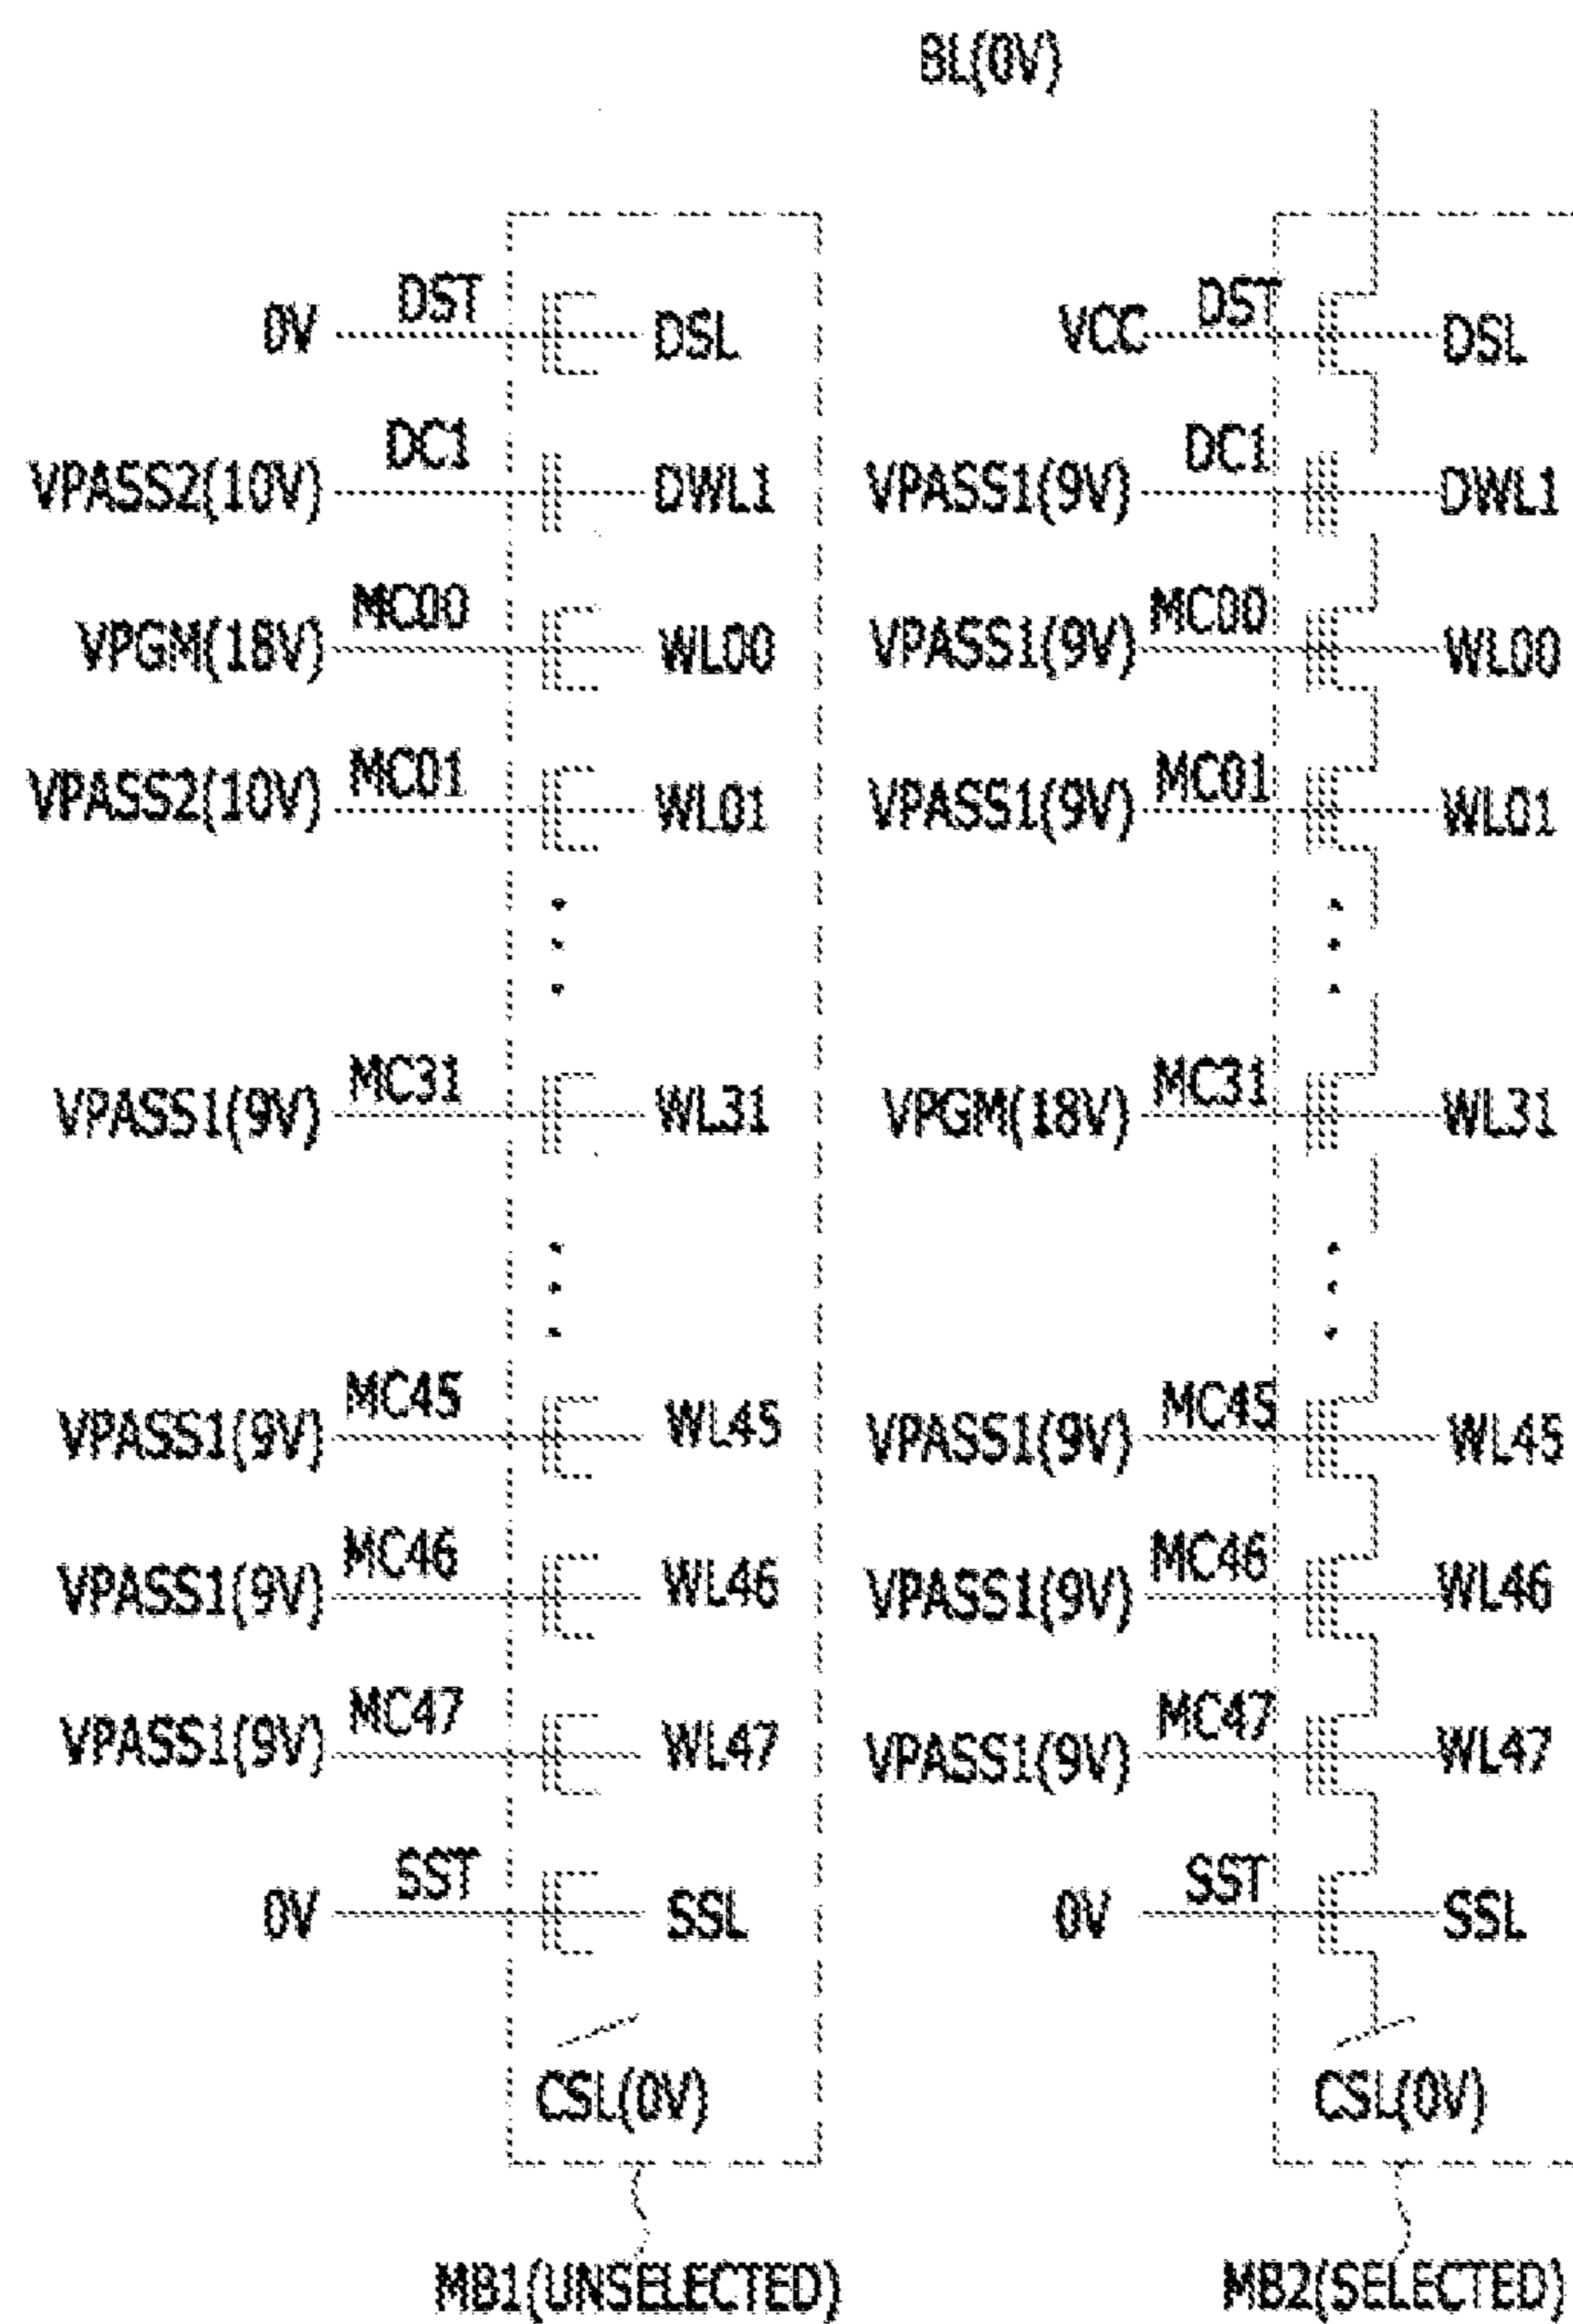 BL(0V)
0V DST DSL VCC DST DSL
VPASS2(10V) DC1 DWL1 VPASS1(9V) DC1 DWL1
VPGM(18V) MC00 WL00 VPASS1(9V) MC00 WL00
VPASS2(10V) MC01 WL01 VPASS1(9V) MC01 WL01
VPASS1(9V) MC31 WL31 VPGM(18V) MC31 WL31
VPASS1(9V) MC45 WL45 VPASS1(9V) MC45 WL45
VPASS1(9V) MC46 WL46 VPASS1(9V) MC46 WL46
VPASS1(9V) MC47 WL47 VPASS1(9V) MC47 WL47
0V SST SSL 0V SST SSL
CSL(0V) CSL(0V)
MB1(UNSELECTED) MB2(SELECTED)